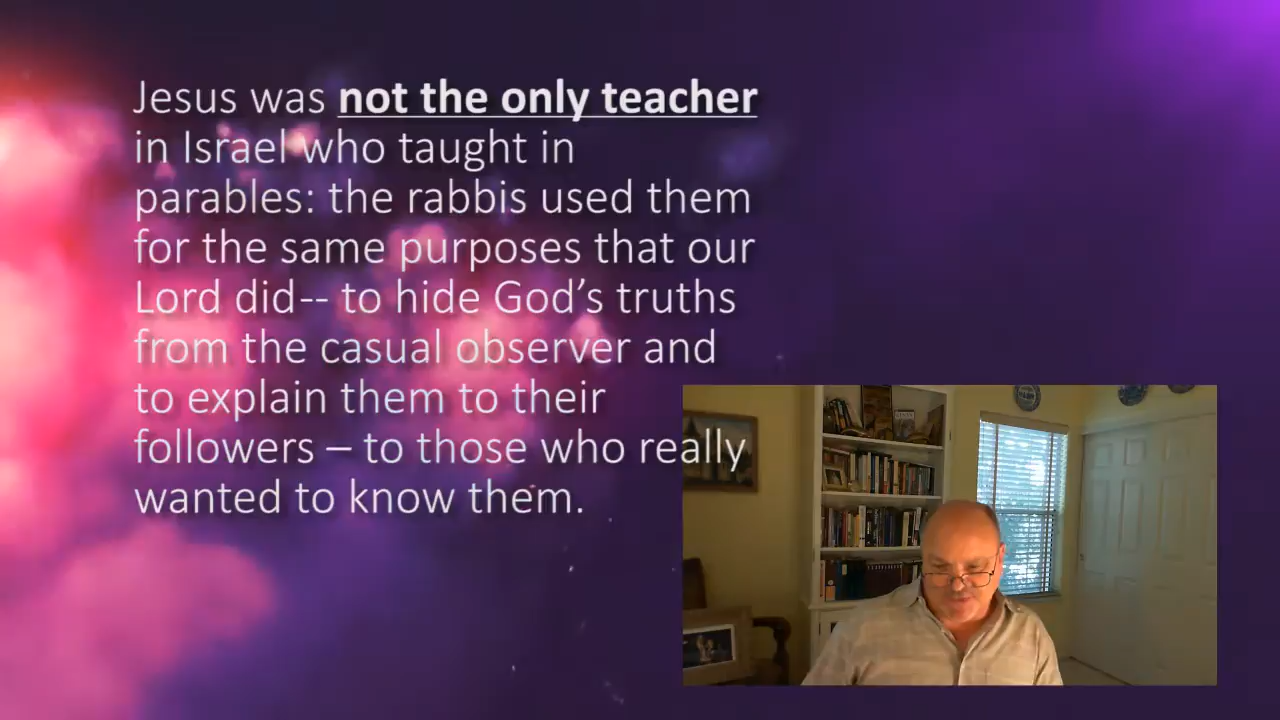 Jesus was not the only teacher
in Israel who taught in
parables: the rabbis used them
for the same purposes that our
Lord did-- to hide God’s truths
from the casual observer and
to explain them to their
followers – to those who really
wanted to know them.